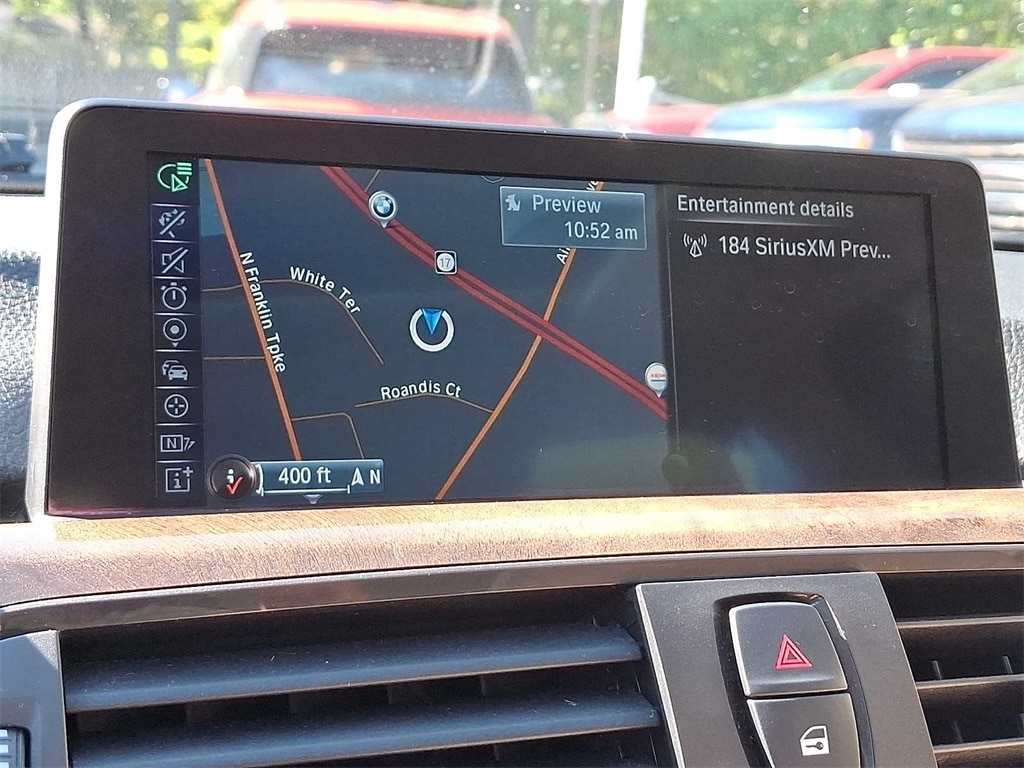 Preview
10:52 am
Entertainment details
184 SiriusXM Prev...
17
N Franklin Tpke
White Ter
Roandis Ct
400 ft
N
N
i